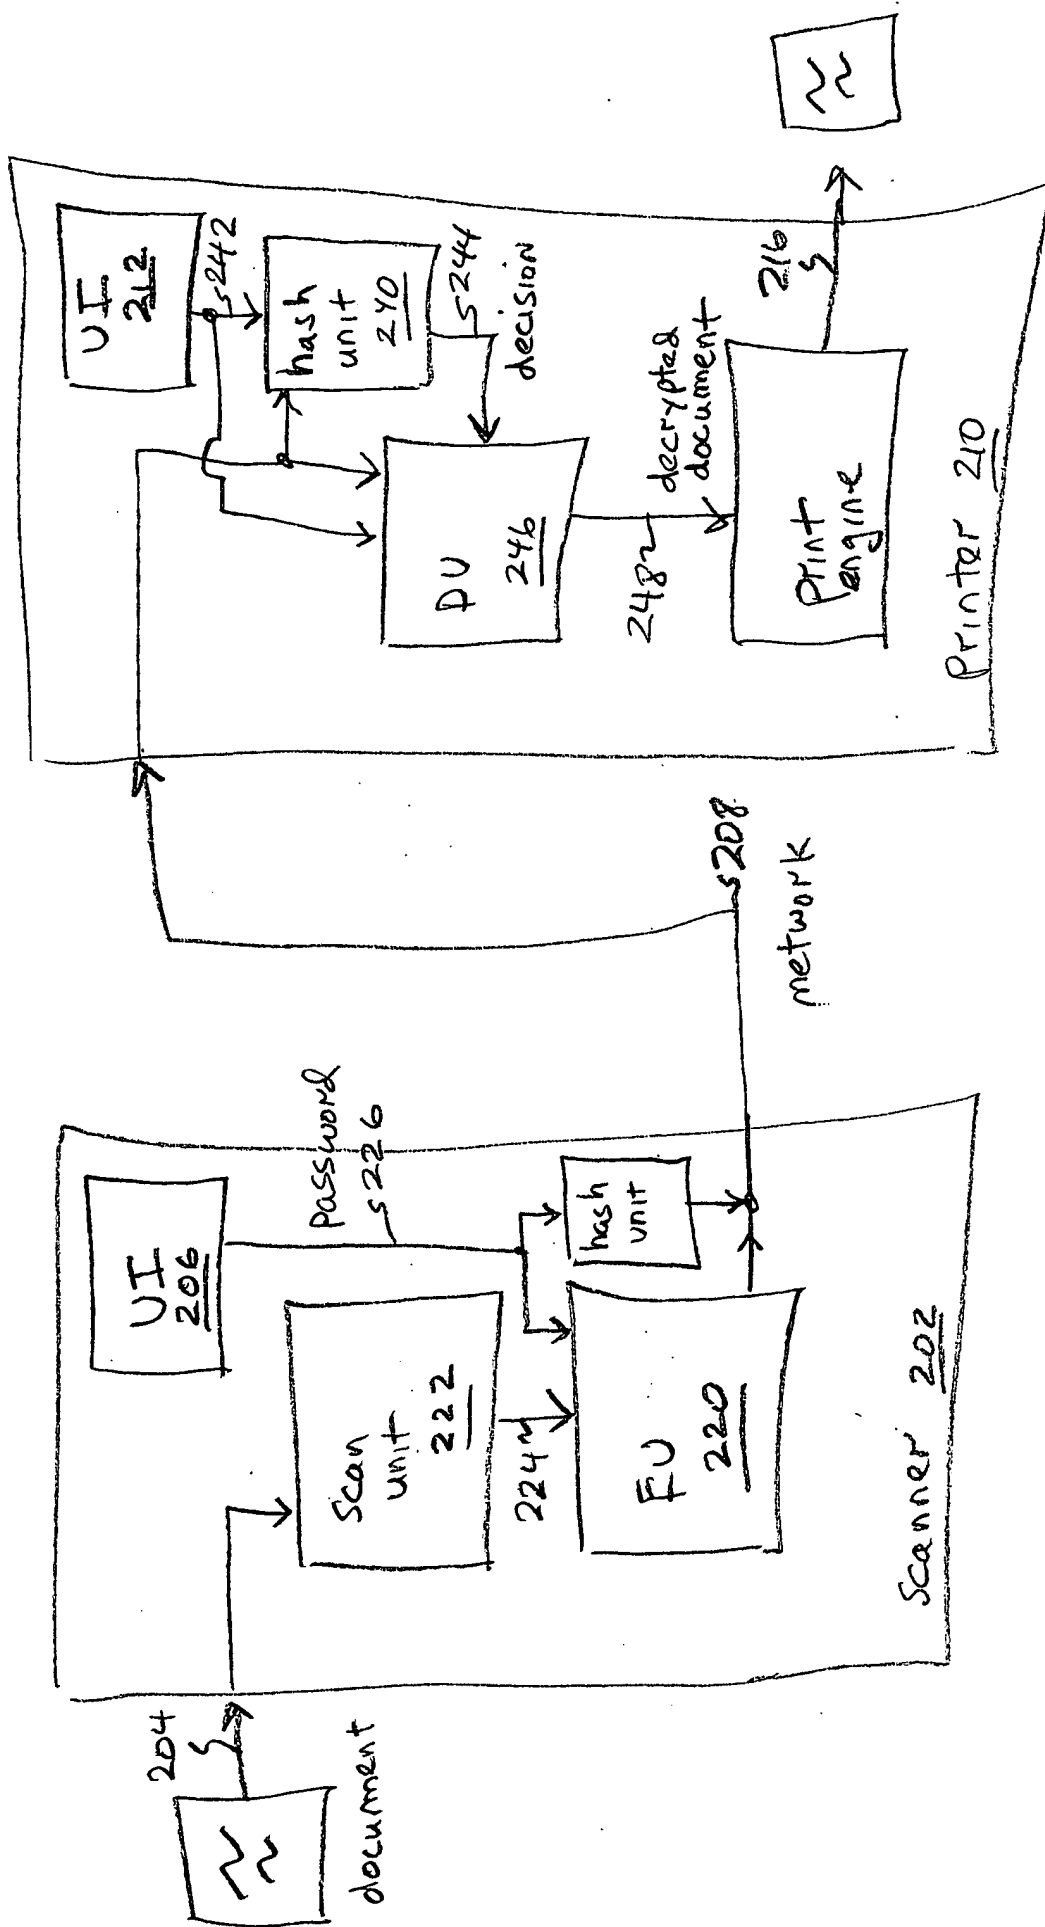 204
document
UI
206
Scan
unit
222
224
password
226
EU
220
hash
unit
Scanner 202
208
network
UI
212
242
hash
unit
240
244
decision
DU
246
248
decrypted
document
Print
engine
216
Printer 210